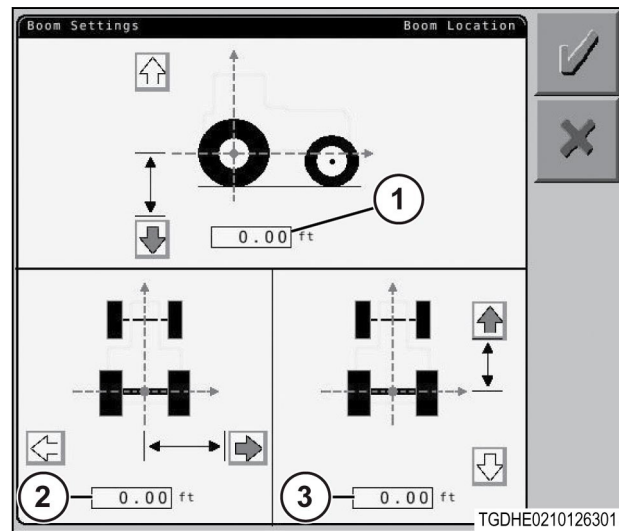 Boom Settings Boom Location
1
0.00 ft
2 0.00 ft
3 0.00 ft
TGDHE0210126301